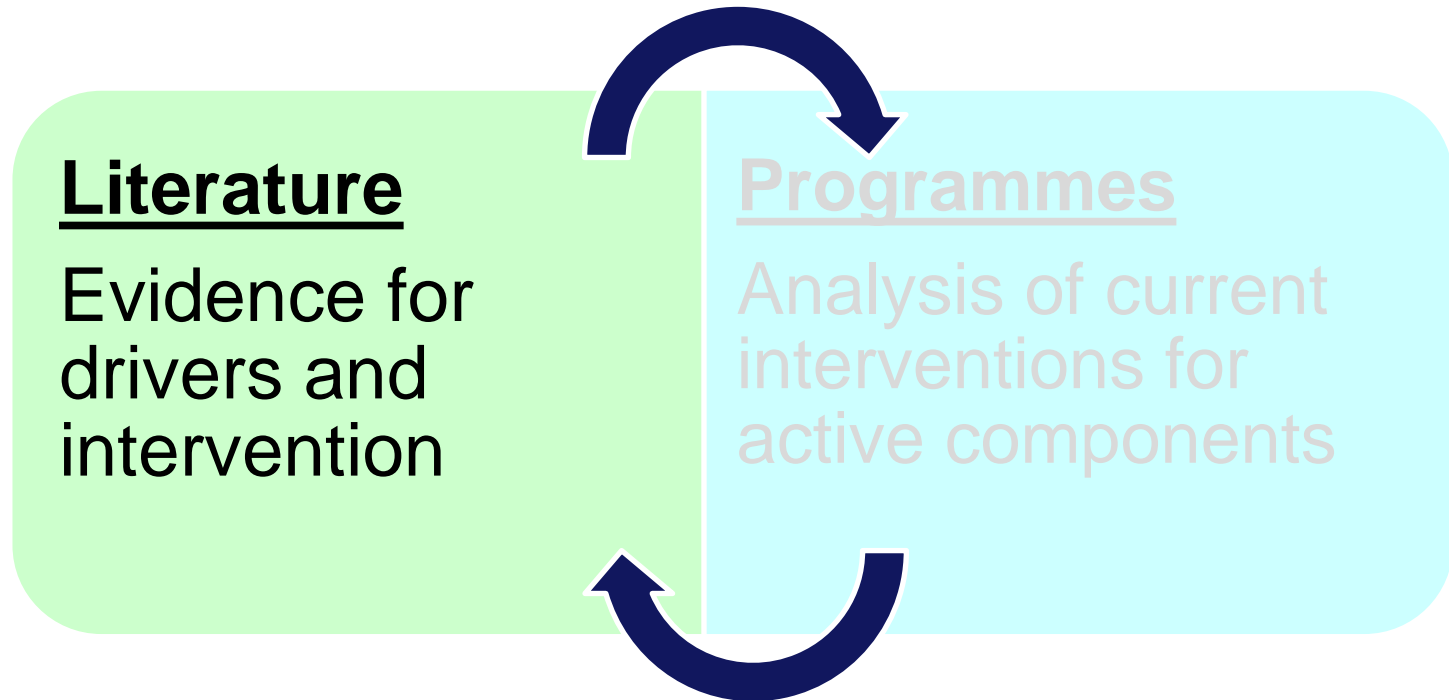 Literature
Evidence for
drivers and
intervention
Programmes
Analysis of current
interventions for
active components